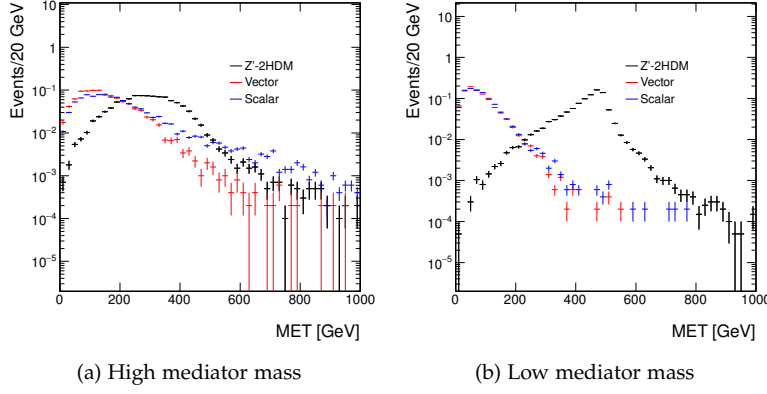 Events/20 GeV
10
1
10⁻¹
10⁻²
10⁻³
10⁻⁴
10⁻⁵
Z'-2HDM
Vector
Scalar
0 200 400 600 800 1000
MET [GeV]
(a) High mediator mass
Events/20 GeV
10
1
10⁻¹
10⁻²
10⁻³
10⁻⁴
10⁻⁵
Z'-2HDM
Vector
Scalar
0 200 400 600 800 1000
MET [GeV]
(b) Low mediator mass